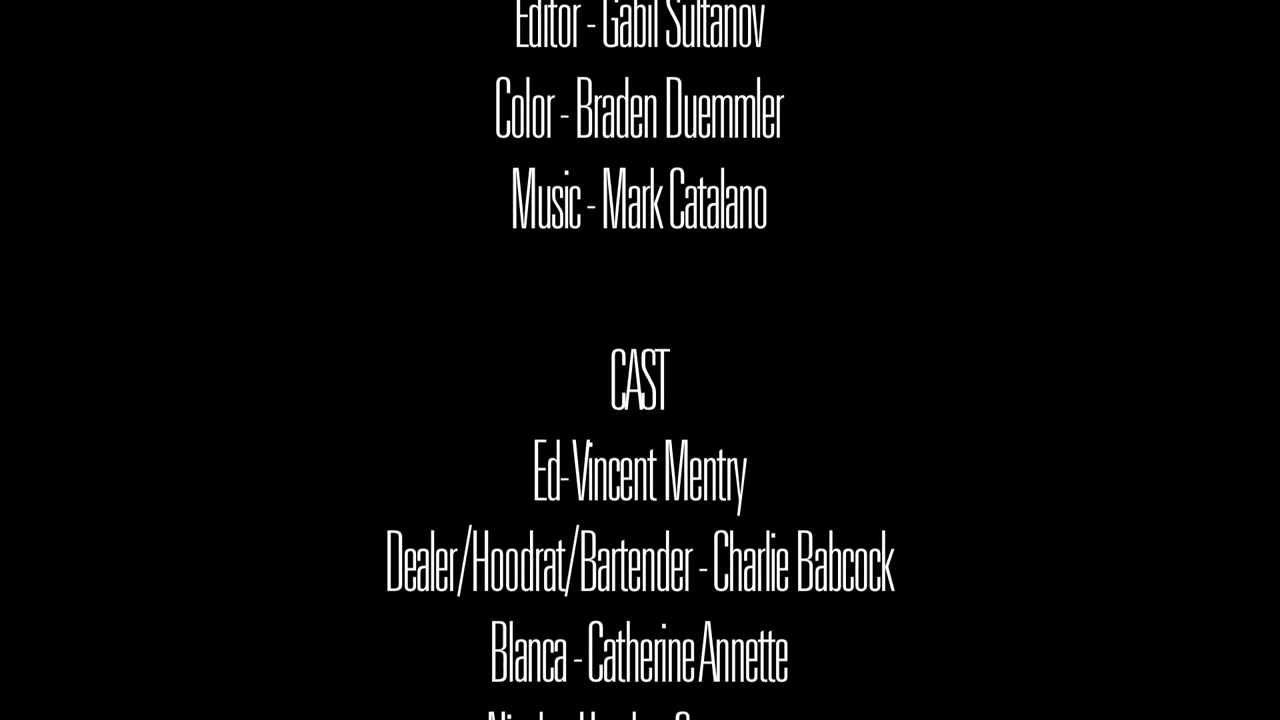 Editor - Gabil Sultanov
Color - Braden Duemmler
Music - Mark Catalano
CAST
Ed- Vincent Mentry
Dealer/Hoodrat/Bartender - Charlie Babcock
Blanca - Catherine Annette